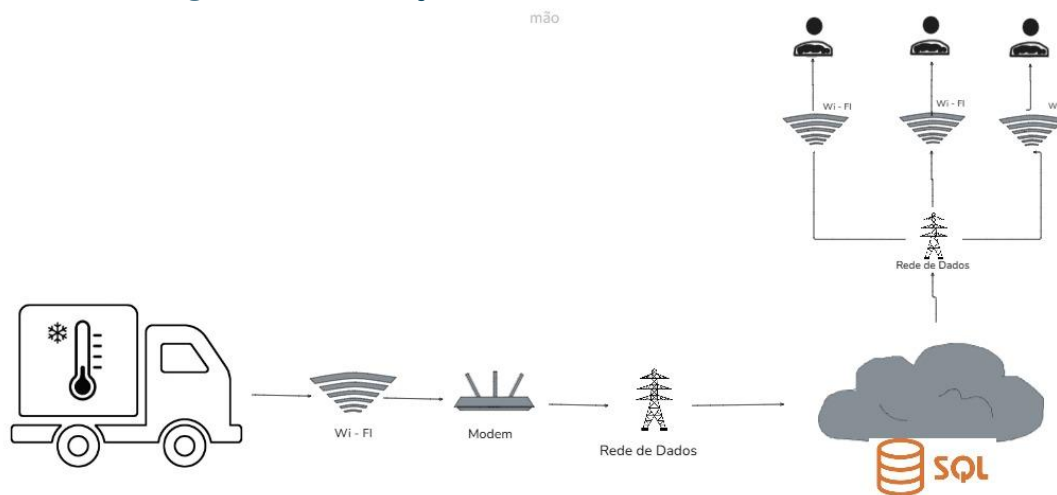 mão
Wi - FI
Wi - FI
Rede de Dados
Wi - FI
Modem
Rede de Dados
SQL